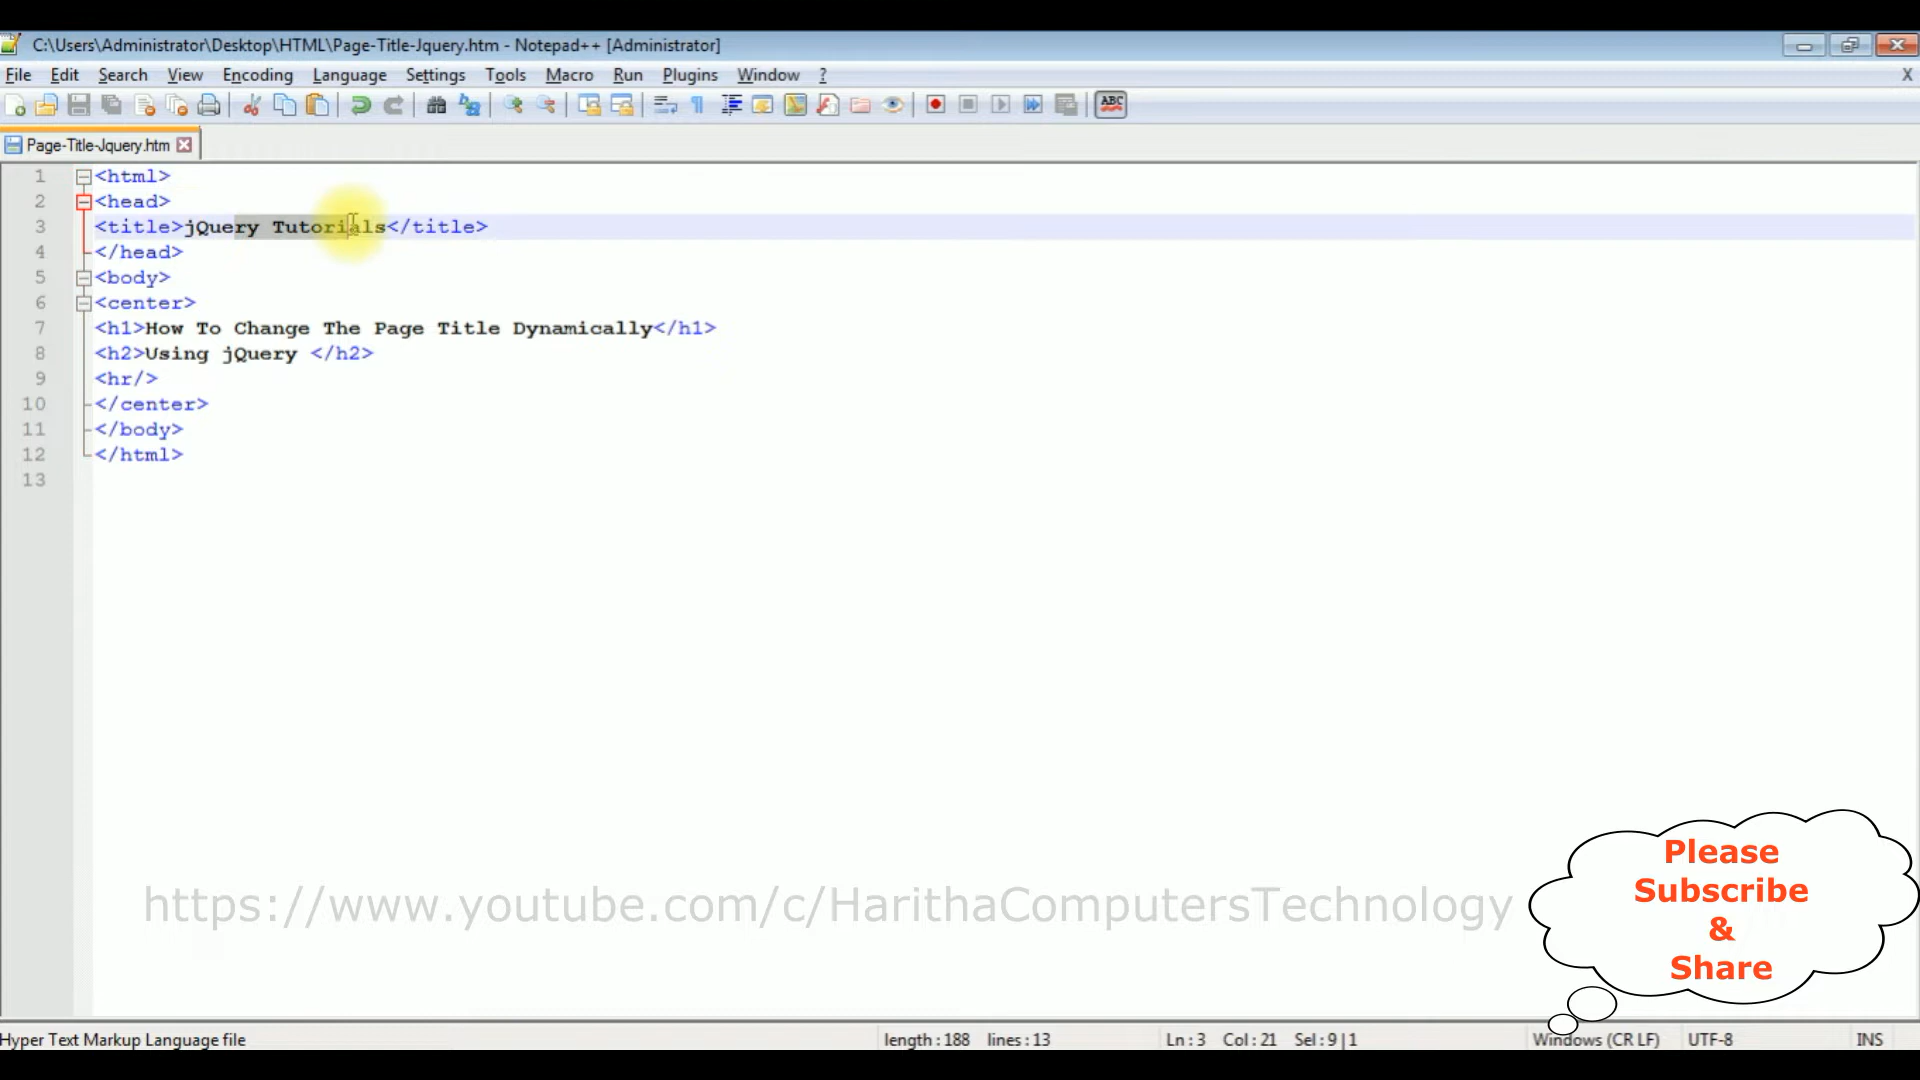 C:\Users\Administrator\Desktop\HTML\Page-Title-Jquery.htm - Notepad++ [Administrator]
File Edit Search View Encoding Language Settings Tools Macro Run Plugins Window ? X
ABC
Page-Title-Jquery.htm
1 <html>
2 <head>
3 <title>jQuery Tutorials</title>
4 </head>
5 <body>
6 <center>
7 <h1>How To Change The Page Title Dynamically</h1>
8 <h2>Using jQuery </h2>
9 <hr/>
10 </center>
11 </body>
12 </html>
13
https://www.youtube.com/c/HarithaComputersTechnology
Please
Subscribe
&
Share
Hyper Text Markup Language file length : 188 lines : 13 Ln : 3 Col : 21 Sel : 9 | 1 Windows (CR LF) UTF-8 INS